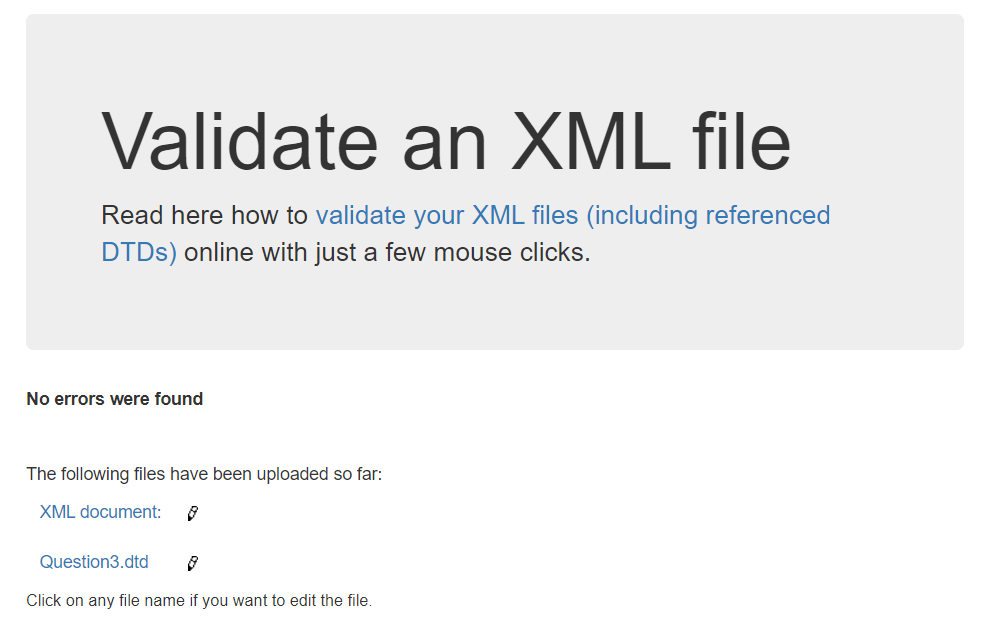 Validate an XML file
Read here how to validate your XML files (including referenced
DTDs) online with just a few mouse clicks.
No errors were found
The following files have been uploaded so far:
XML document:
Question3.dtd
Click on any file name if you want to edit the file.